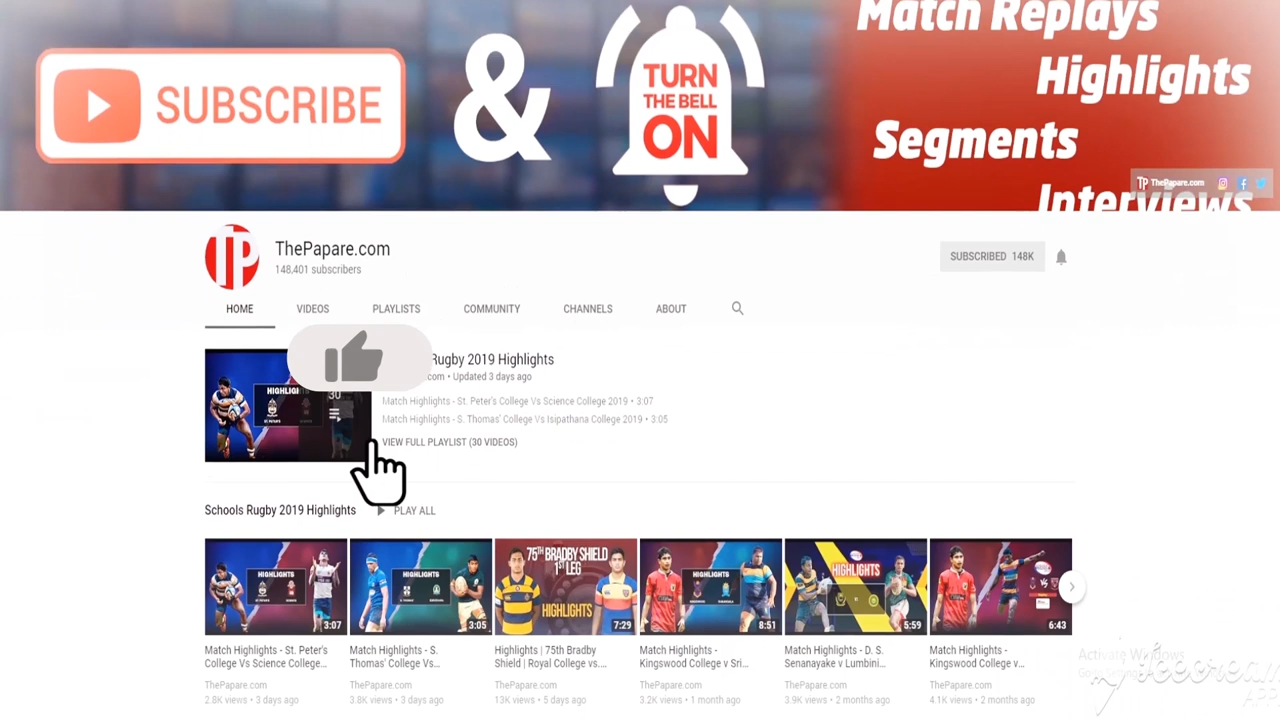 SUBSCRIBE
&
TURN
THE BELL
ON
Match Replays
Highlights
Segments
Interviews
TP ThePapare.com
TP
ThePapare.com
148,401 subscribers
SUBSCRIBED 148K
HOME VIDEOS PLAYLISTS COMMUNITY CHANNELS ABOUT
Rugby 2019 Highlights
com • Updated 3 days ago
Match Highlights - St. Peter's College Vs Science College 2019 • 3:07
Match Highlights - S. Thomas' College Vs Isipathana College 2019 • 3:05
VIEW FULL PLAYLIST (30 VIDEOS)
30
Schools Rugby 2019 Highlights PLAY ALL
HIGHLIGHTS
3:07
HIGHLIGHTS
3:05
75TH BRADBY SHIELD
1ST LEG
HIGHLIGHTS
7:29
HIGHLIGHTS
8:51
HIGHLIGHTS
5:59
VS
6:43
Match Highlights - St. Peter's
College Vs Science College...
ThePapare.com
2.8K views • 3 days ago
Match Highlights - S.
Thomas' College Vs...
ThePapare.com
3.8K views • 3 days ago
Highlights | 75th Bradby
Shield | Royal College vs....
ThePapare.com
13K views • 5 days ago
Match Highlights -
Kingswood College v Sri...
ThePapare.com
3.2K views • 1 month ago
Match Highlights - D. S.
Senanayake v Lumbini...
ThePapare.com
3.9K views • 2 months ago
Match Highlights -
Kingswood College v...
ThePapare.com
4.1K views • 2 months ago
Activate Windows